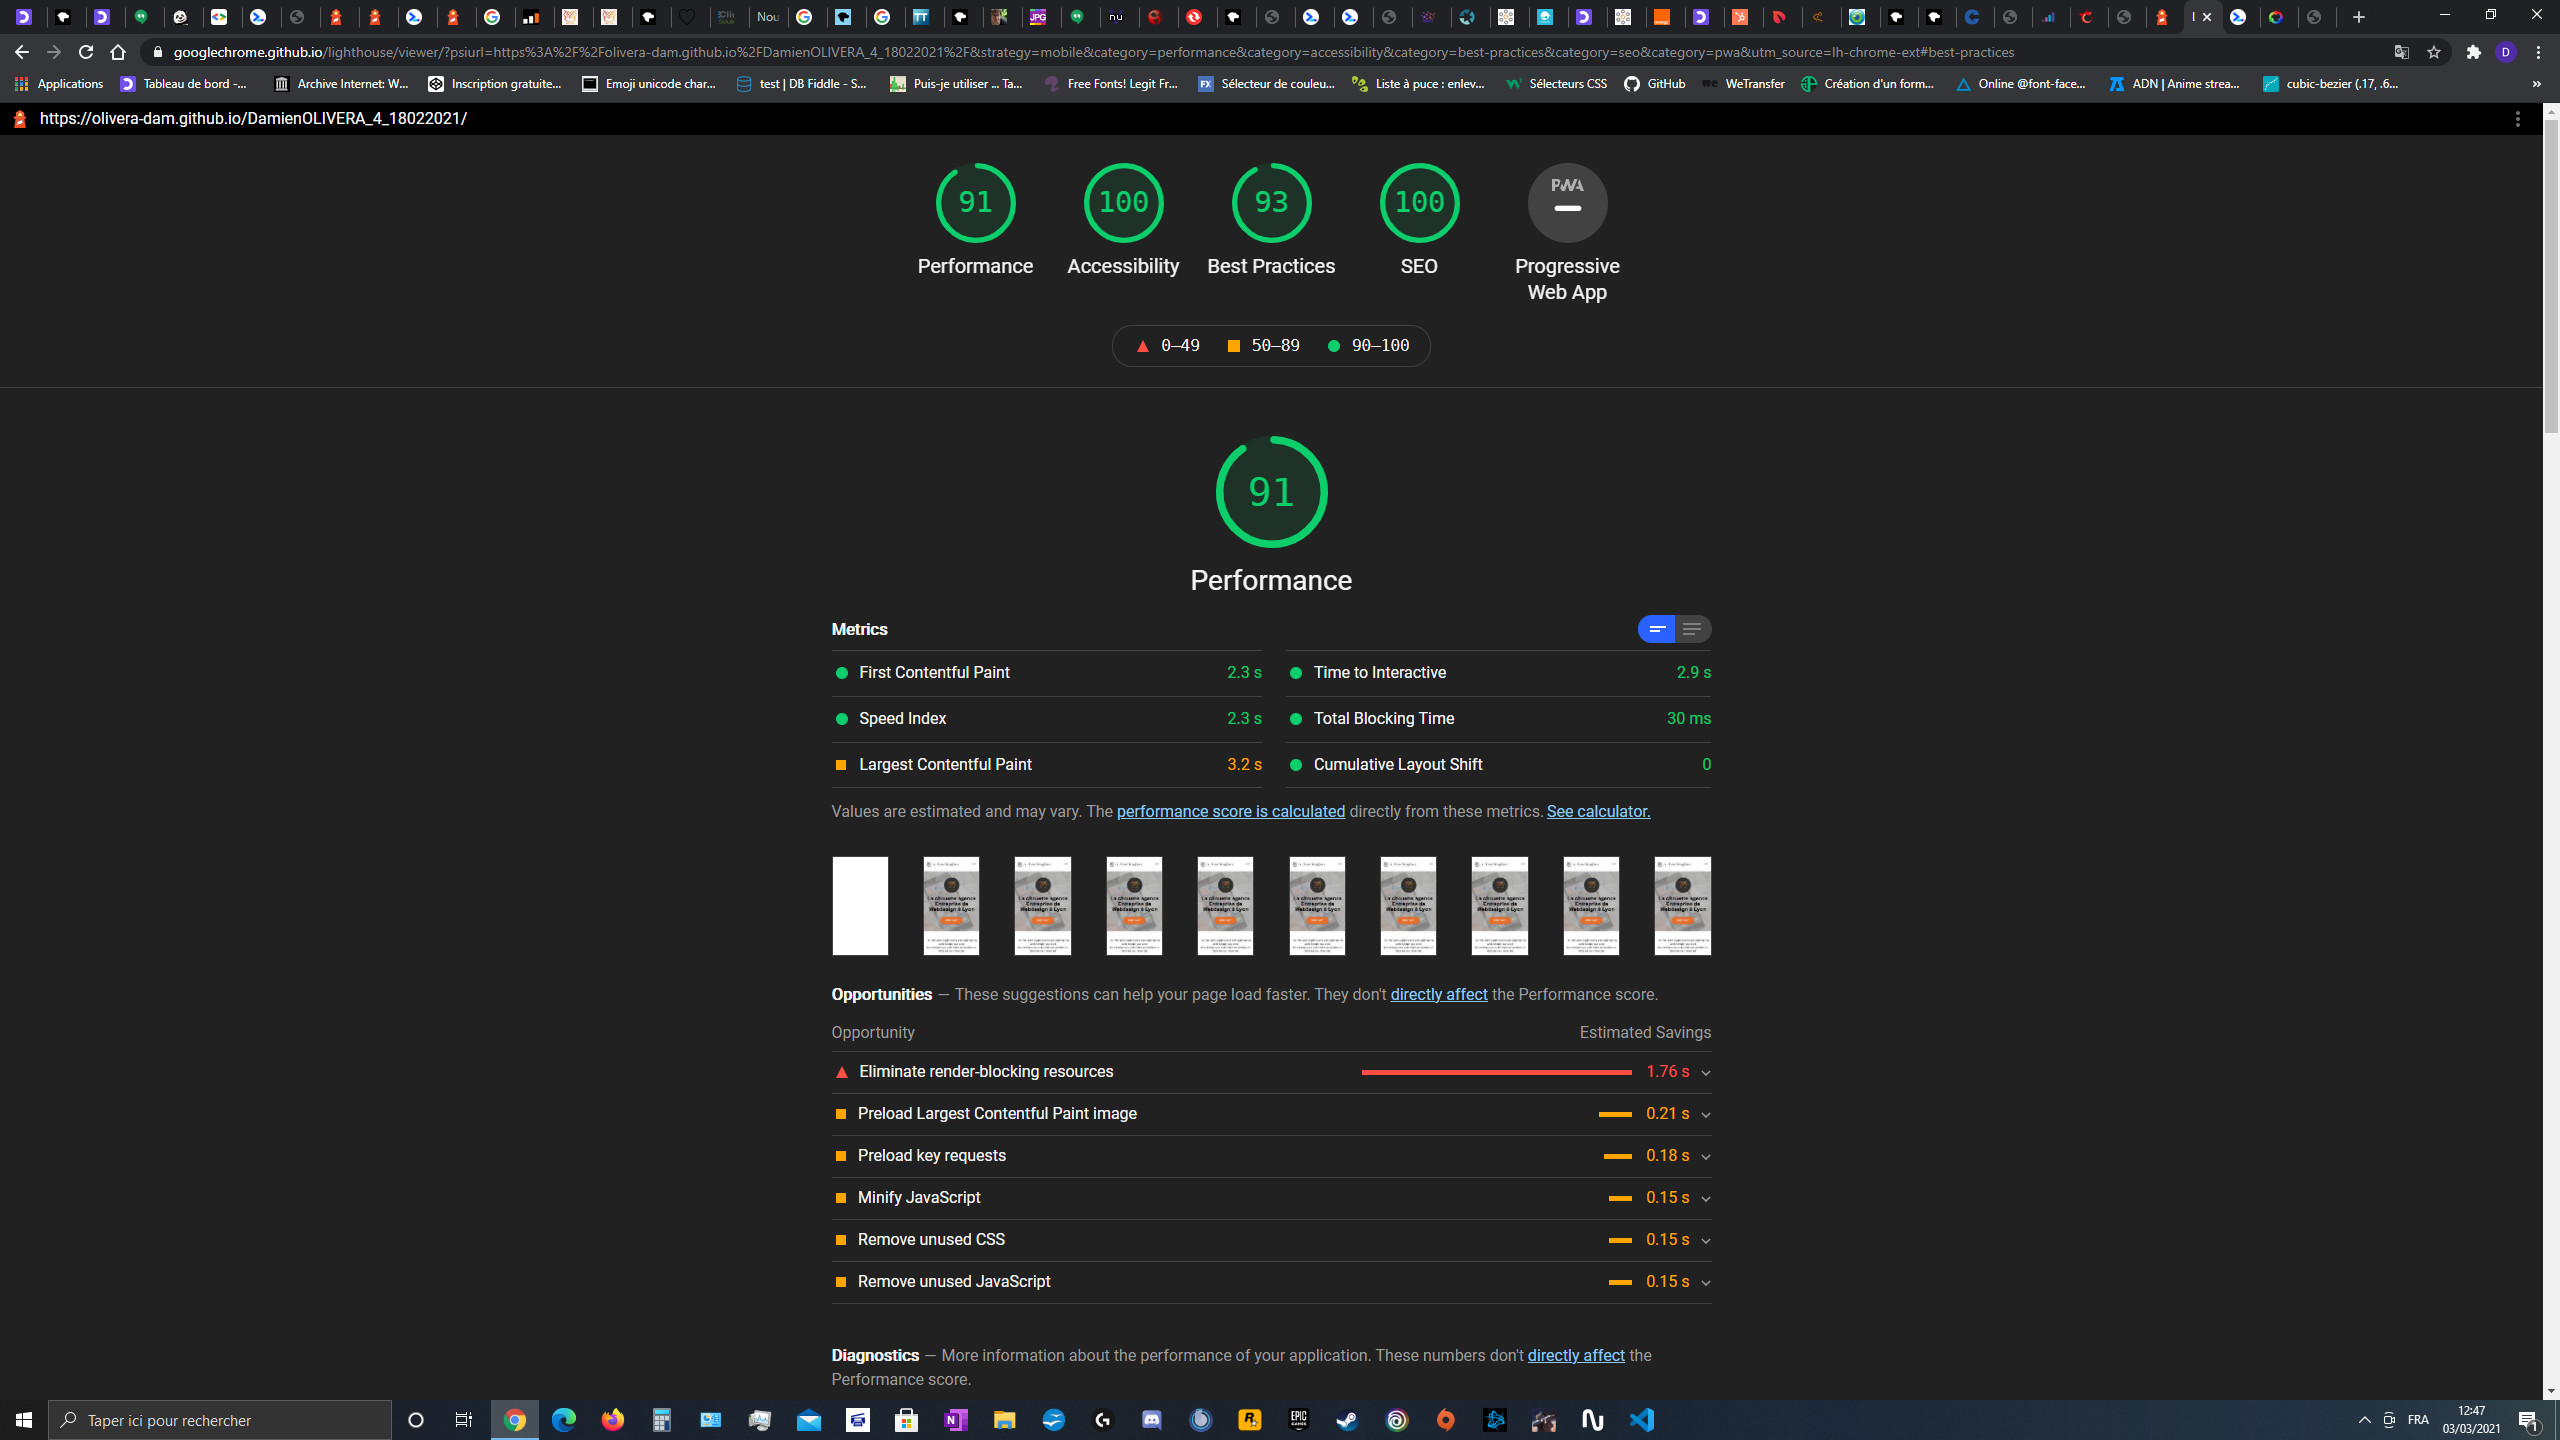 Nou
googlechrome.github.io/lighthouse/viewer/?psiurl=https%3A%2F%2Folivera-dam.github.io%2FDamienOLIVERA_4_18022021%2F&strategy=mobile&category=performance&category=accessibility&category=best-practices&category=seo&category=pwa&utm_source=lh-chrome-ext#best-practices
Applications Tableau de bord -... Archive Internet: W... Inscription gratuite... Emoji unicode char... test | DB Fiddle - S... Puis-je utiliser ... Ta... Free Fonts! Legit Fr... Sélecteur de couleu... Liste à puce : enlev... Sélecteurs CSS GitHub WeTransfer Création d'un form... Online @font-face... ADN | Anime strea... cubic-bezier (.17, .6... »
https://olivera-dam.github.io/DamienOLIVERA_4_18022021/
91 100 93 100 PWA
Performance Accessibility Best Practices SEO Progressive
Web App
0–49 50–89 90–100
91
Performance
Metrics
First Contentful Paint 2.3 s Time to Interactive 2.9 s
Speed Index 2.3 s Total Blocking Time 30 ms
Largest Contentful Paint 3.2 s Cumulative Layout Shift 0
Values are estimated and may vary. The performance score is calculated directly from these metrics. See calculator.
La chouette agence
Entreprise de
Webdesign à Lyon
Opportunities — These suggestions can help your page load faster. They don't directly affect the Performance score.
Opportunity Estimated Savings
Eliminate render-blocking resources 1.76 s
Preload Largest Contentful Paint image 0.21 s
Preload key requests 0.18 s
Minify JavaScript 0.15 s
Remove unused CSS 0.15 s
Remove unused JavaScript 0.15 s
Diagnostics — More information about the performance of your application. These numbers don't directly affect the
Performance score.
Taper ici pour rechercher
FRA
12:47
03/03/2021
1